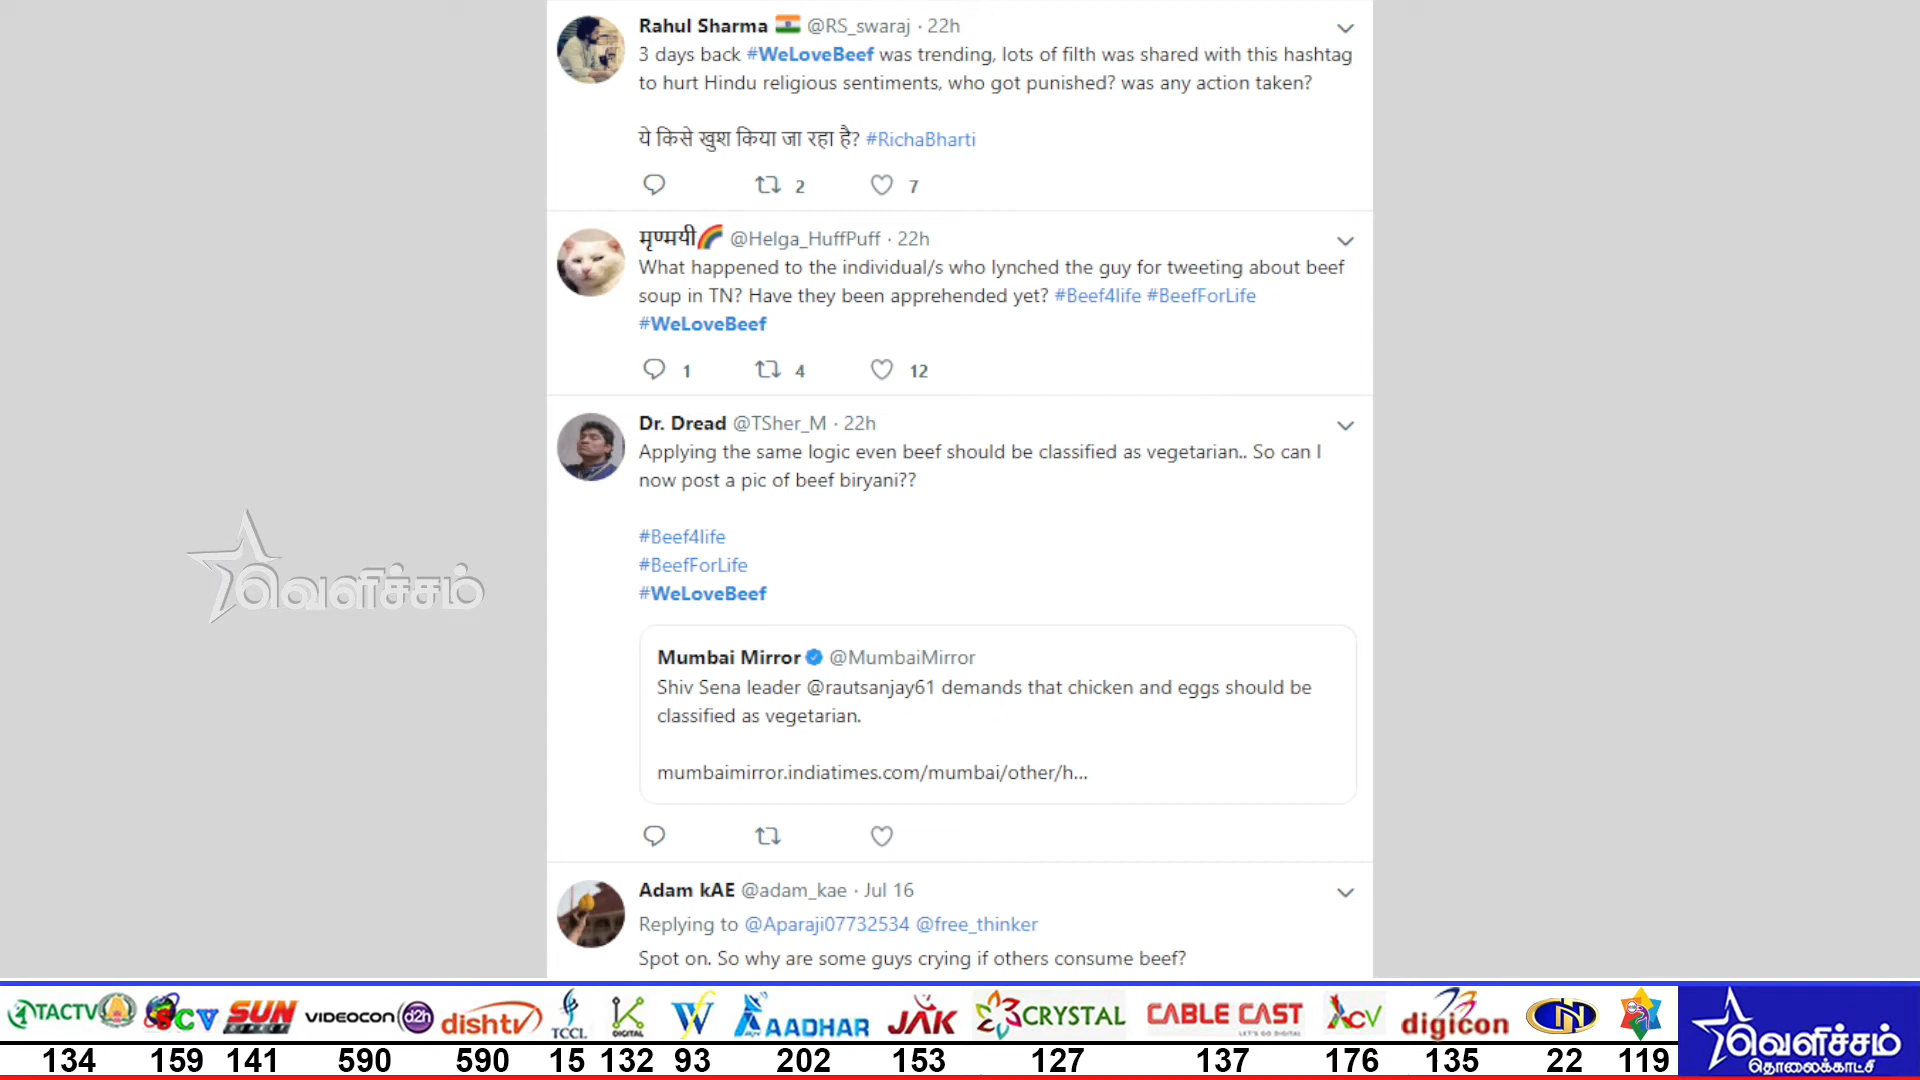 Rahul Sharma @RS_swaraj · 22h
3 days back #WeLoveBeef was trending, lots of filth was shared with this hashtag
to hurt Hindu religious sentiments, who got punished? was any action taken?
ये किसे खुश किया जा रहा है? #RichaBharti
2 7
मृण्मयी @Helga_HuffPuff · 22h
What happened to the individual/s who lynched the guy for tweeting about beef
soup in TN? Have they been apprehended yet? #Beef4life #BeefForLife
#WeLoveBeef
1 4 12
Dr. Dread @TSher_M · 22h
Applying the same logic even beef should be classified as vegetarian.. So can I
now post a pic of beef biryani??
#Beef4life
#BeefForLife
#WeLoveBeef
வெளிச்சம்
Mumbai Mirror @MumbaiMirror
Shiv Sena leader @rautsanjay61 demands that chicken and eggs should be
classified as vegetarian.
mumbaimirror.indiatimes.com/mumbai/other/h...
Adam kAE @adam_kae · Jul 16
Replying to @Aparaji07732534 @free_thinker
Spot on. So why are some guys crying if others consume beef?
TACTV SCV SUN DIRECT VIDEOCON d2h dishtv TCCL DIGITAL AADHAR JAK CRYSTAL CABLE CAST LET'S GO DIGITAL ACV digicon
134 159 141 590 590 15 132 93 202 153 127 137 176 135 22 119
வெளிச்சம்
தொலைக்காட்சி